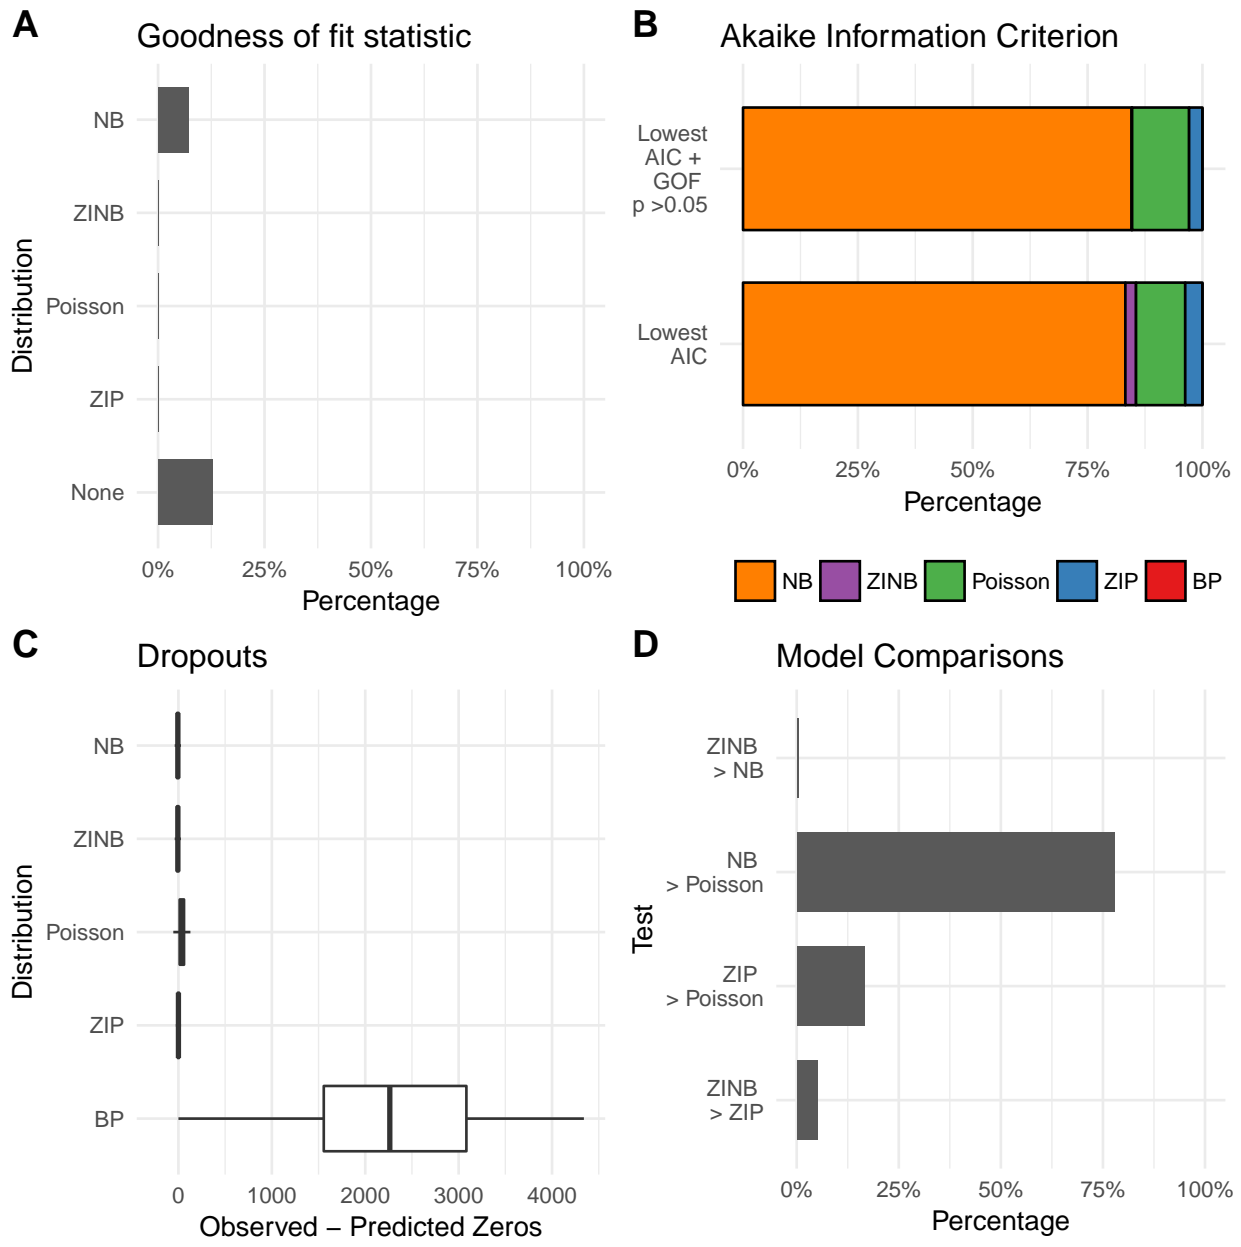 A
Goodness of fit statistic
Distribution
NB
ZINB
Poisson
ZIP
None
0% 25% 50% 75% 100%
Percentage
B
Akaike Information Criterion
Lowest
AIC +
GOF
p >0.05
Lowest
AIC
0% 25% 50% 75% 100%
Percentage
NB ZINB Poisson ZIP BP
C
Dropouts
Distribution
NB
ZINB
Poisson
ZIP
BP
0 1000 2000 3000 4000
Observed − Predicted Zeros
D
Model Comparisons
Test
ZINB
> NB
NB
> Poisson
ZIP
> Poisson
ZINB
> ZIP
0% 25% 50% 75% 100%
Percentage